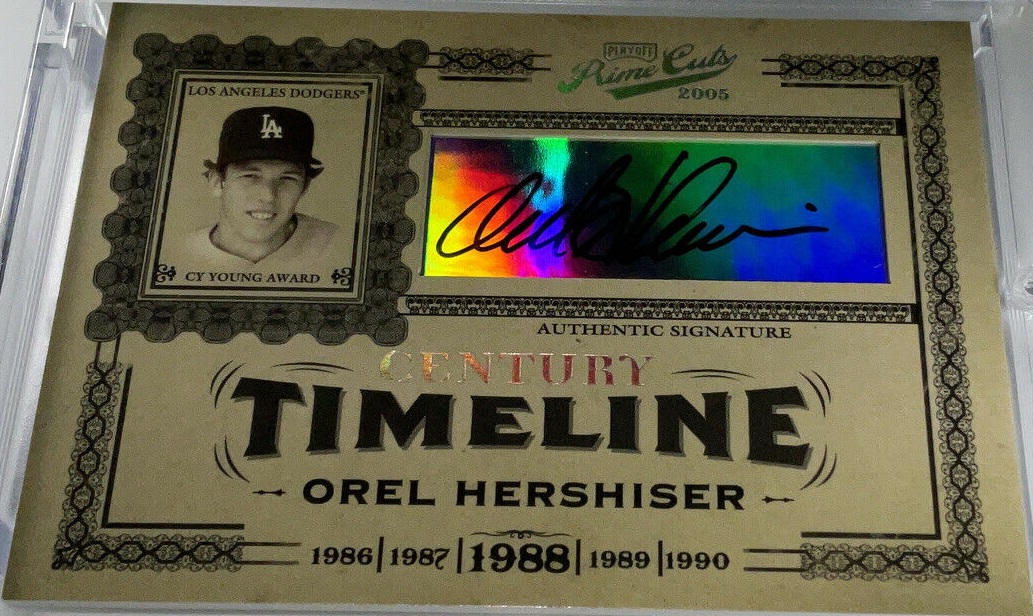 LOS ANGELES DODGERS®
LA
CY YOUNG AWARD
PLAYOFF
Prime Cuts
2005
AUTHENTIC SIGNATURE
CENTURY
TIMELINE
OREL HERSHISER
1986|1987|1988|1989|1990